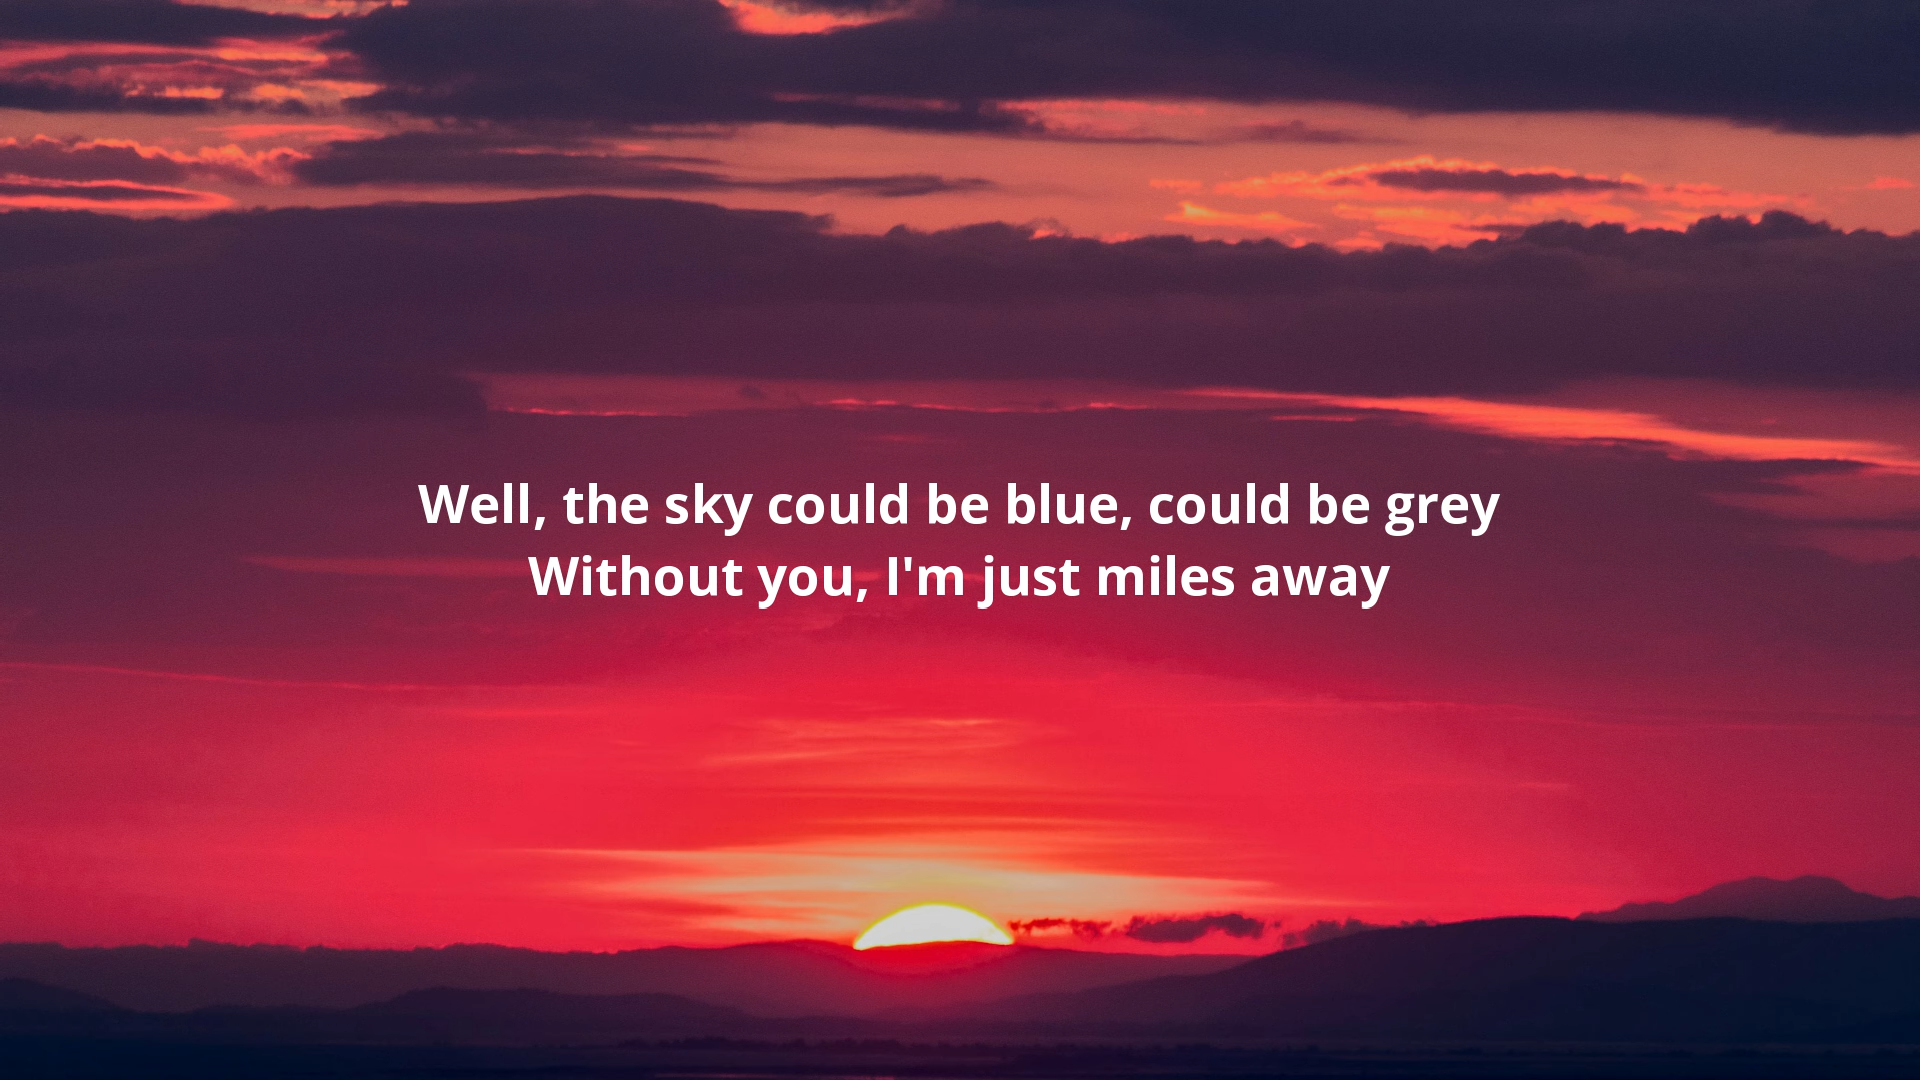 Well, the sky could be blue, could be grey
Without you, I'm just miles away